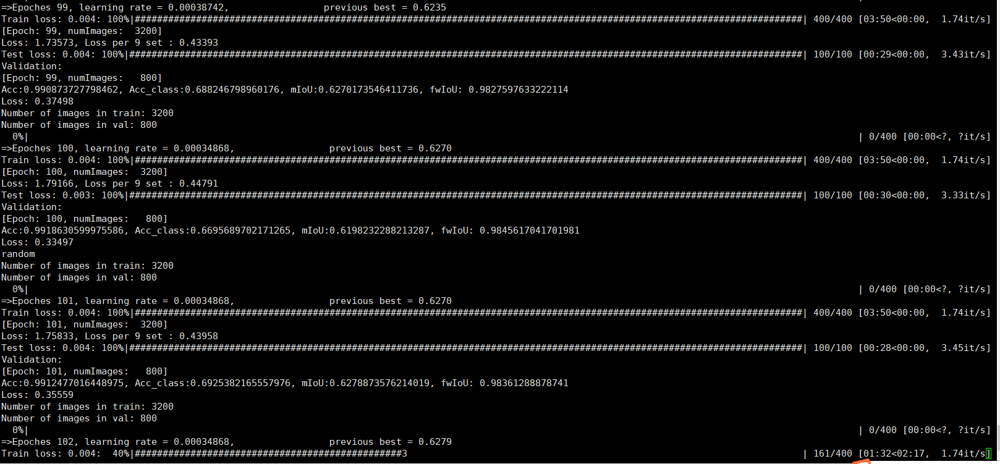 =>Epoches 99, learning rate = 0.00038742,                 previous best = 0.6235
Train loss: 0.004: 100%|########################################################################################################################| 400/400 [03:50<00:00,  1.74it/s]
[Epoch: 99, numImages:  3200]
Loss: 1.73573, Loss per 9 set : 0.43393
Test loss: 0.004: 100%|#########################################################################################################################| 100/100 [00:29<00:00,  3.43it/s]
Validation:
[Epoch: 99, numImages:   800]
Acc:0.990873727798462, Acc_class:0.688246798960176, mIoU:0.6270173546411736, fwIoU: 0.9827597633222114
Loss: 0.37498
Number of images in train: 3200
Number of images in val: 800
  0%|                                                                                                                                                     | 0/400 [00:00<?, ?it/s]
=>Epoches 100, learning rate = 0.00034868,                 previous best = 0.6270
Train loss: 0.004: 100%|########################################################################################################################| 400/400 [03:50<00:00,  1.74it/s]
[Epoch: 100, numImages:  3200]
Loss: 1.79166, Loss per 9 set : 0.44791
Test loss: 0.003: 100%|#########################################################################################################################| 100/100 [00:30<00:00,  3.33it/s]
Validation:
[Epoch: 100, numImages:   800]
Acc:0.9918630599975586, Acc_class:0.6695689702171265, mIoU:0.6198232288213287, fwIoU: 0.9845617041701981
Loss: 0.33497
random
Number of images in train: 3200
Number of images in val: 800
  0%|                                                                                                                                                     | 0/400 [00:00<?, ?it/s]
=>Epoches 101, learning rate = 0.00034868,                 previous best = 0.6270
Train loss: 0.004: 100%|########################################################################################################################| 400/400 [03:50<00:00,  1.74it/s]
[Epoch: 101, numImages:  3200]
Loss: 1.75833, Loss per 9 set : 0.43958
Test loss: 0.004: 100%|#########################################################################################################################| 100/100 [00:28<00:00,  3.45it/s]
Validation:
[Epoch: 101, numImages:   800]
Acc:0.9912477016448975, Acc_class:0.6925382165557976, mIoU:0.6278873576214019, fwIoU: 0.98361288878741
Loss: 0.35559
Number of images in train: 3200
Number of images in val: 800
  0%|                                                                                                                                                     | 0/400 [00:00<?, ?it/s]
=>Epoches 102, learning rate = 0.00034868,                 previous best = 0.6279
Train loss: 0.004:  40%|################################################3                                                                       | 161/400 [01:32<02:17,  1.74it/s]